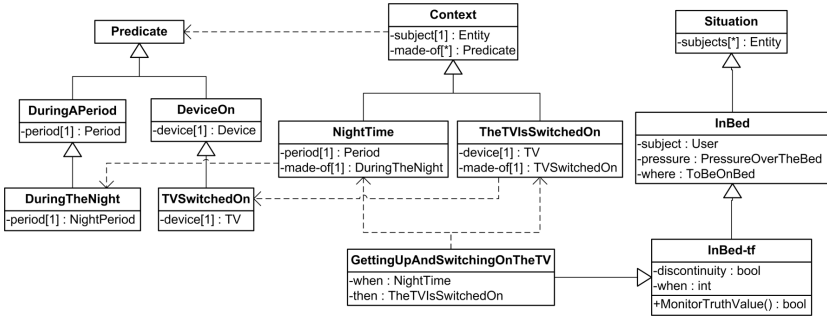 Predicate
Context
-subject[1] : Entity
-made-of[*] : Predicate
Situation
-subjects[*] : Entity
DuringAPeriod
-period[1] : Period
DeviceOn
-device[1] : Device
NightTime
-period[1] : Period
-made-of[1] : DuringTheNight
TheTVIsSwitchedOn
-device[1] : TV
-made-of[1] : TVSwitchedOn
InBed
-subject : User
-pressure : PressureOverTheBed
-where : ToBeOnBed
DuringTheNight
-period[1] : NightPeriod
TVSwitchedOn
-device[1] : TV
GettingUpAndSwitchingOnTheTV
-when : NightTime
-then : TheTVIsSwitchedOn
InBed-tf
-discontinuity : bool
-when : int
+MonitorTruthValue() : bool